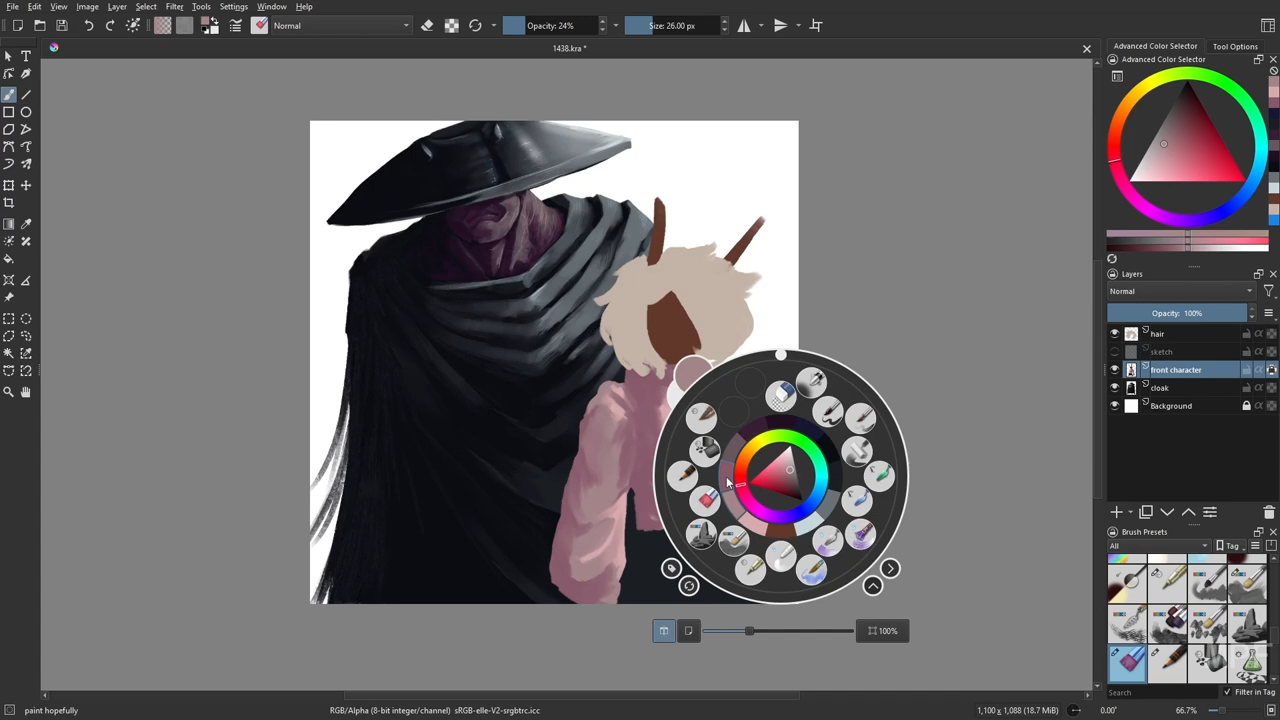 File Edit View Image Layer Select Filter Tools Settings Window Help
Normal
Opacity: 24%
Size: 26.00 px
1438.kra *
Advanced Color Selector
Tool Options
Advanced Color Selector
Layers
Normal
Opacity: 100%
hair
sketch
front character
cloak
Background
100%
Brush Presets
All
Tag
Search
Filter in Tag
paint hopefully
RGB/Alpha (8-bit integer/channel) sRGB-elle-V2-srgbtrc.icc
1,100 x 1,088 (18.7 MiB)
0.00°
66.7%